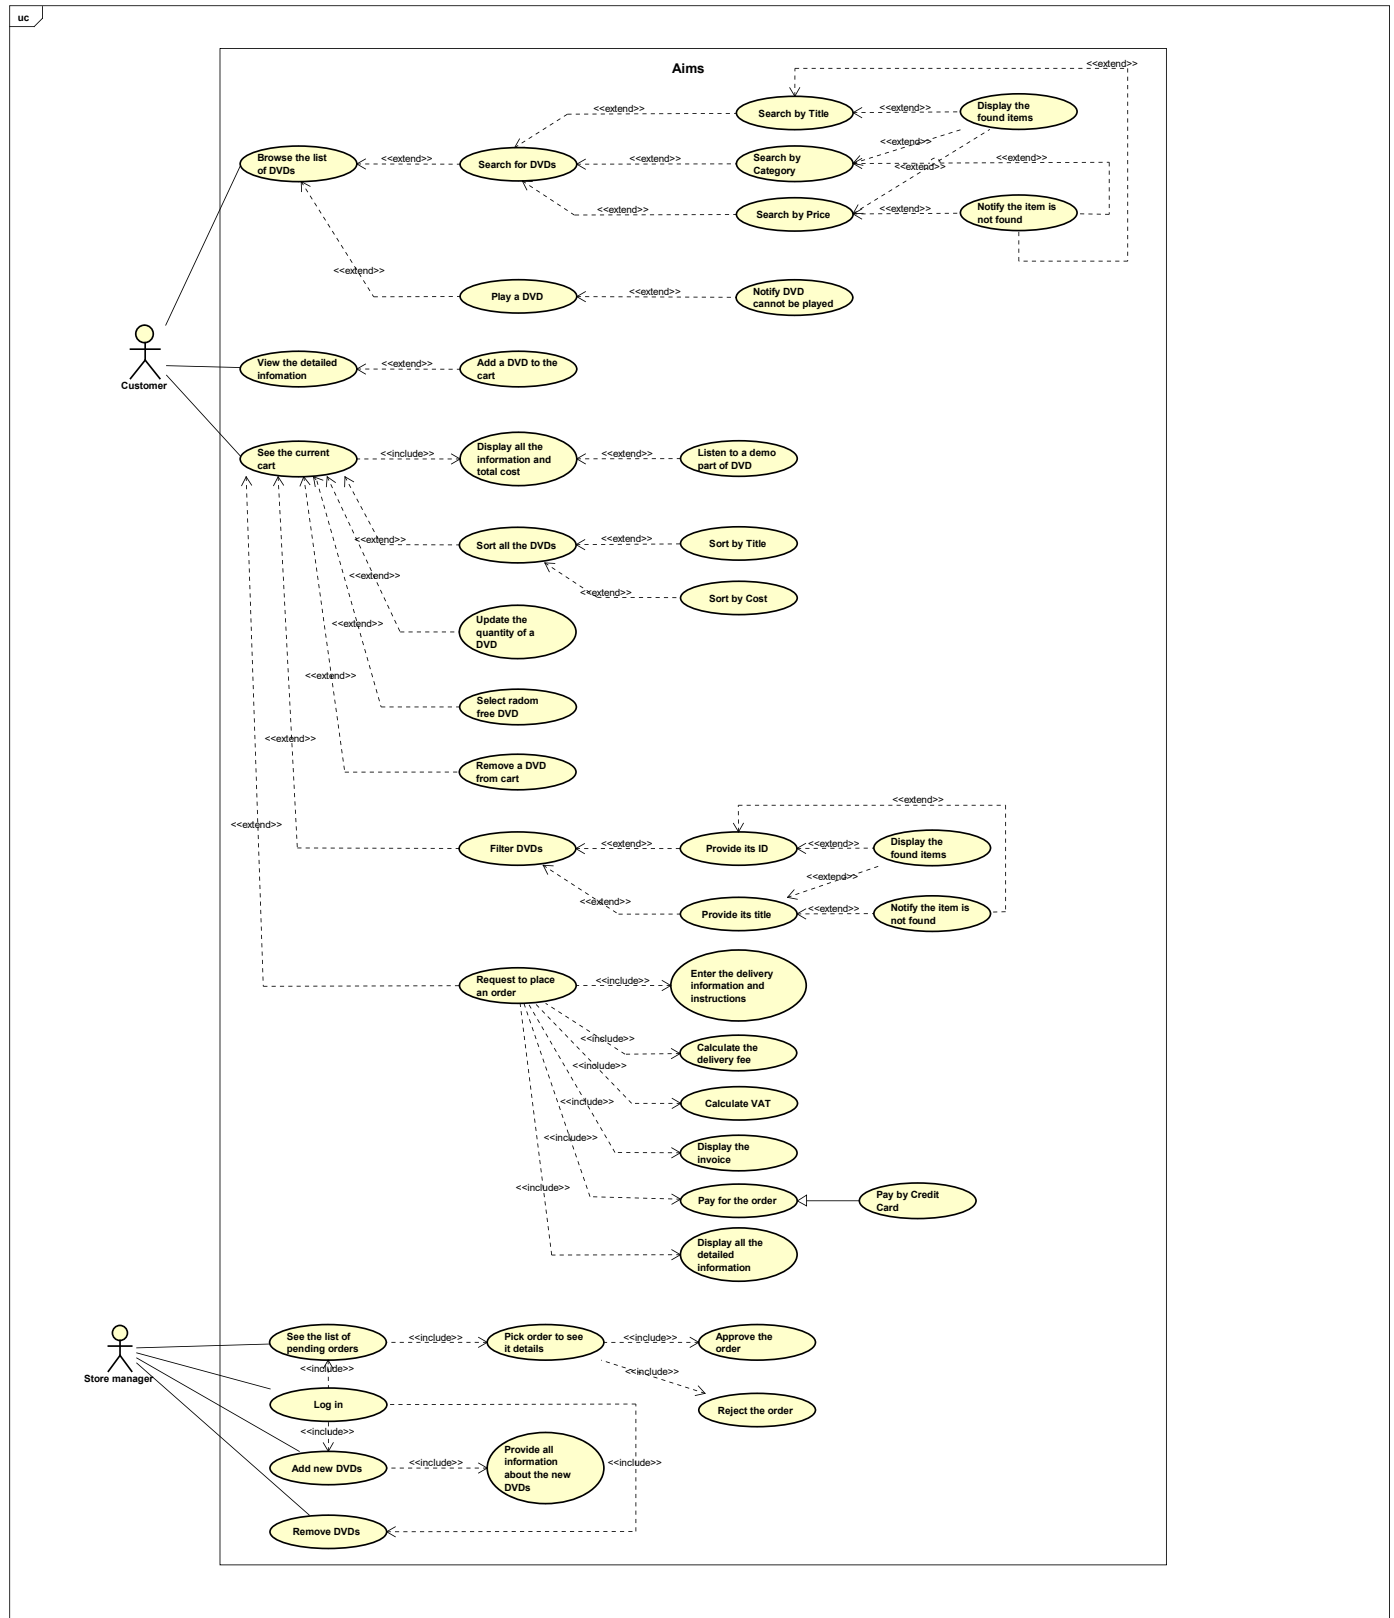 uc
Aims
<<extend>>
<<extend>>
Search by Title
<<extend>>
Display the
found items
Browse the list
of DVDs
<<extend>>
Search for DVDs
<<extend>>
Search by
Category
<<extend>>
<<extend>>
<<extend>>
<<extend>>
Search by Price
<<extend>>
Notify the item is
not found
<<extend>>
Play a DVD
<<extend>>
Notify DVD
cannot be played
Customer
View the detailed
infomation
<<extend>>
Add a DVD to the
cart
See the current
cart
<<include>>
Display all the
information and
total cost
<<extend>>
Listen to a demo
part of DVD
<<extend>>
Sort all the DVDs
<<extend>>
Sort by Title
<<extend>>
<<extend>>
Sort by Cost
Update the
quantity of a
DVD
<<extend>>
<<extend>>
Select radom
free DVD
<<extend>>
Remove a DVD
from cart
<<extend>>
<<extend>>
Filter DVDs
<<extend>>
Provide its ID
<<extend>>
Display the
found items
<<extend>>
<<extend>>
Provide its title
<<extend>>
Notify the item is
not found
Request to place
an order
<<include>>
Enter the delivery
information and
instructions
<<include>>
Calculate the
delivery fee
<<include>>
Calculate VAT
<<include>>
<<include>>
Display the
invoice
<<include>>
Pay for the order
Pay by Credit
Card
Display all the
detailed
information
Store manager
See the list of
pending orders
<<include>>
Pick order to see
it details
<<include>>
Approve the
order
<<include>>
<<include>>
Log in
Reject the order
<<include>>
Add new DVDs
<<include>>
Provide all
information
about the new
DVDs
<<include>>
Remove DVDs